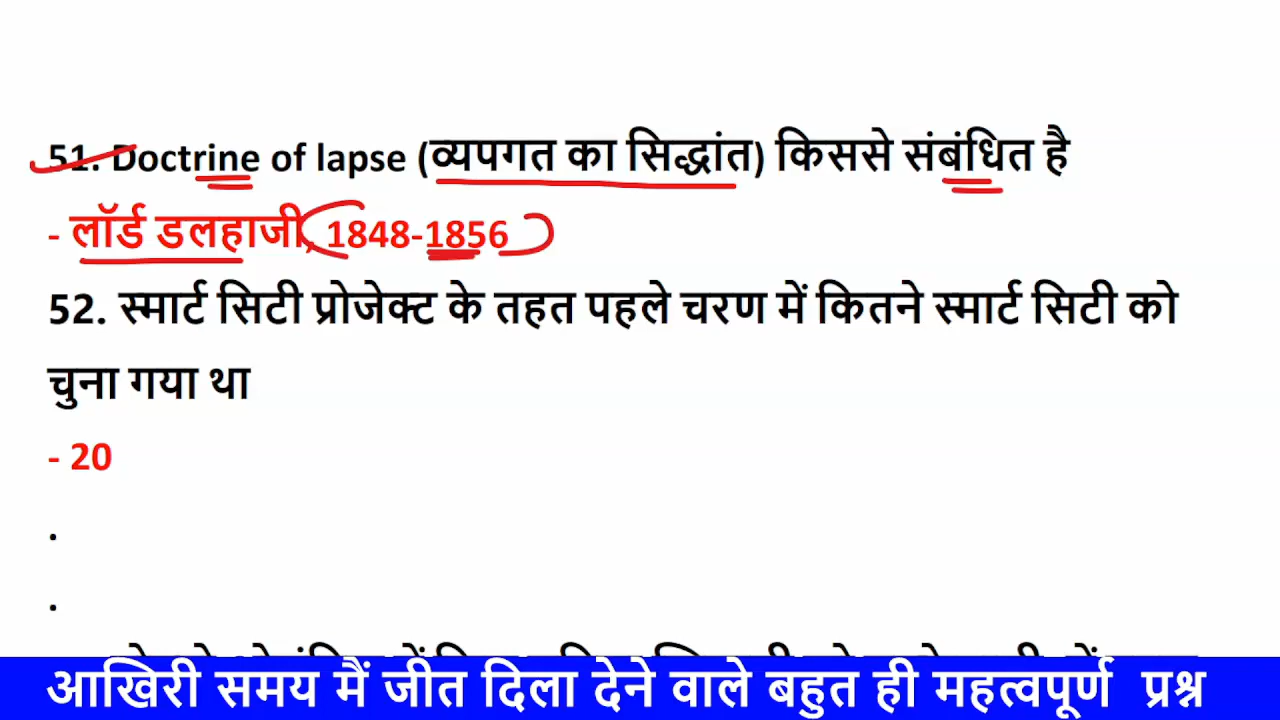 51. Doctrine of lapse (व्यपगत का सिद्धांत) किससे संबंधित है
- लॉर्ड डलहाजी, 1848-1856
52. स्मार्ट सिटी प्रोजेक्ट के तहत पहले चरण में कितने स्मार्ट सिटी को
चुना गया था
- 20
.
.
आखिरी समय मैं जीत दिला देने वाले बहुत ही महत्वपूर्ण प्रश्न